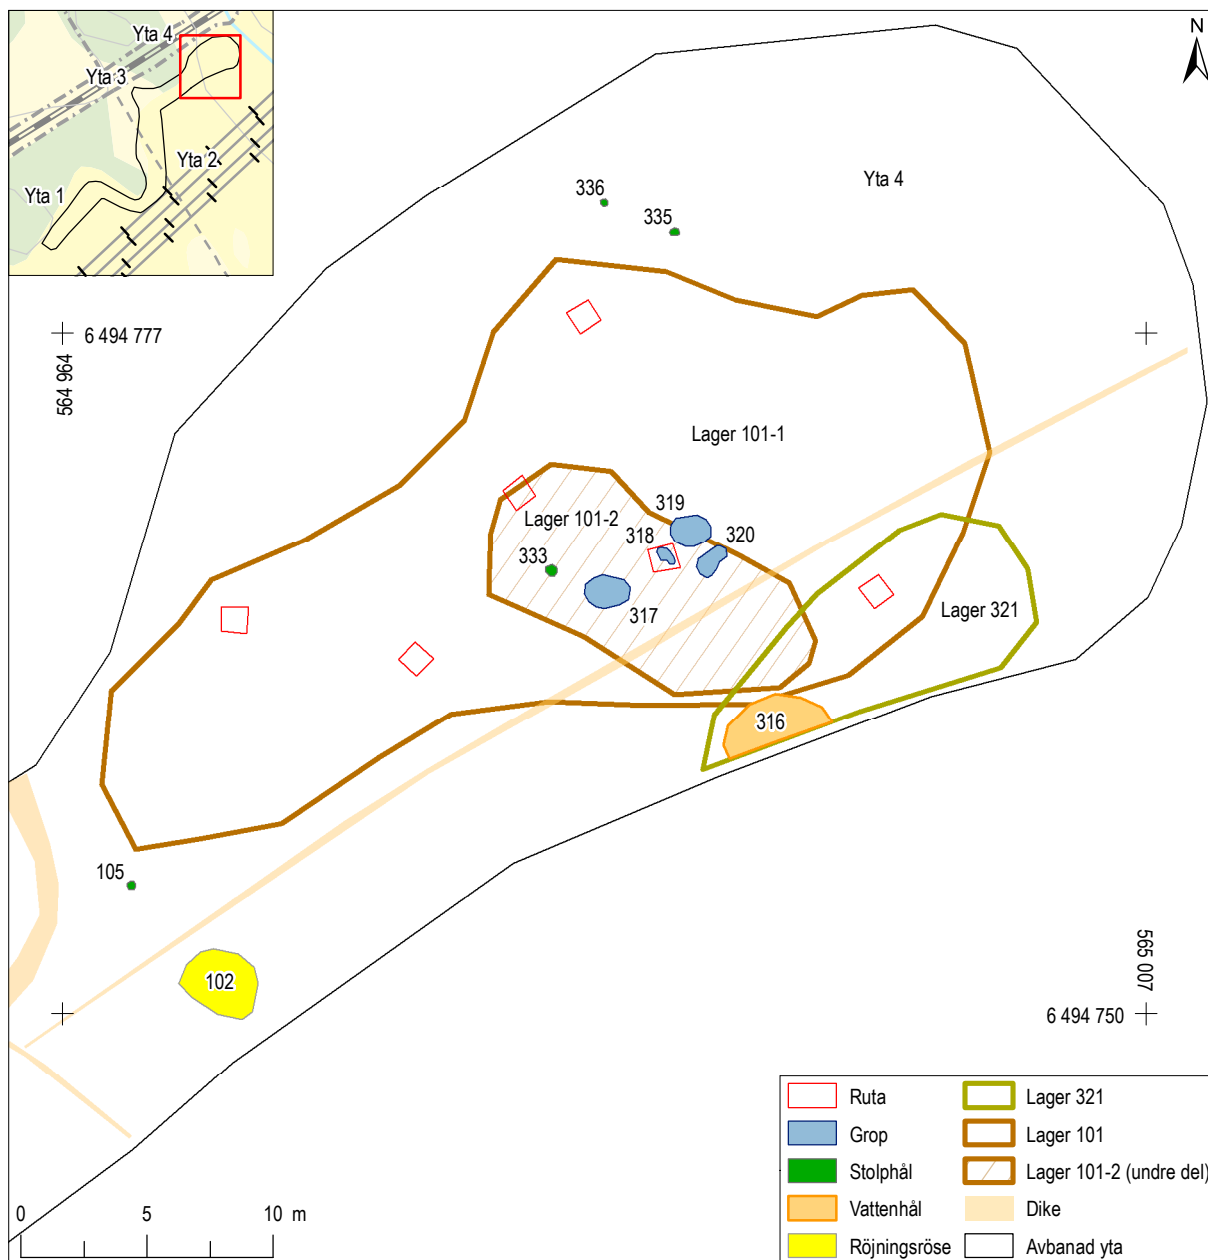 Yta 4
Yta 3
Yta 2
Yta 1
N
Yta 4
336
335
6 494 777
564 964
Lager 101-1
319
Lager 101-2
318
320
333
317
Lager 321
316
105
102
565 007
6 494 750
Ruta
Grop
Stolphål
Vattenhål
Röjningsröse
Lager 321
Lager 101
Lager 101-2 (undre del)
Dike
Avbanad yta
0 5 10 m